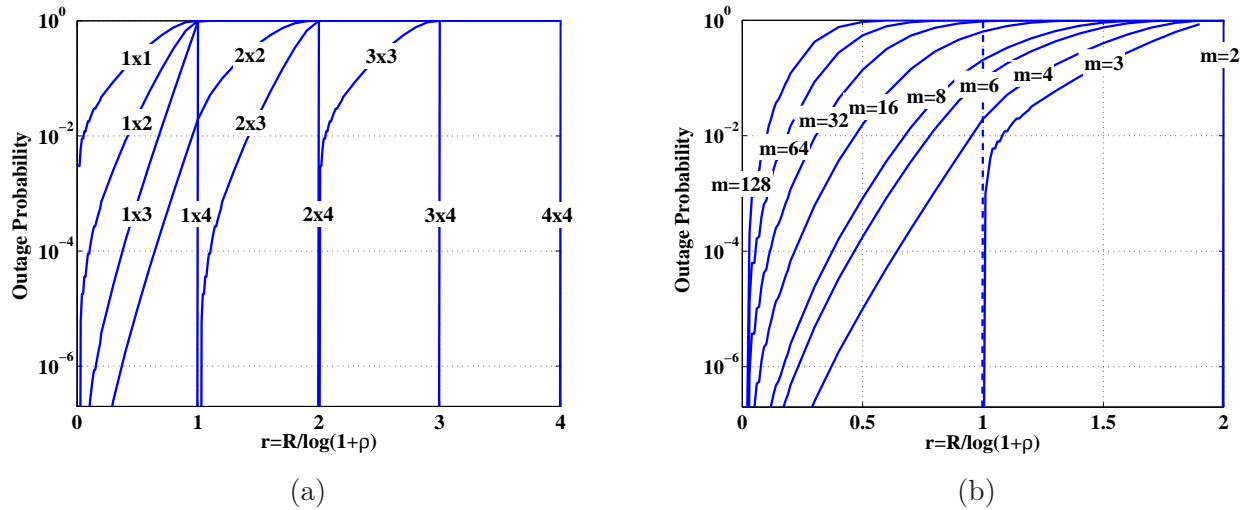 10^0
10^-2
10^-4
10^-6
Outage Probability
1x1
1x2
1x3
1x4
2x2
2x3
2x4
3x3
3x4
4x4
0 1 2 3 4
r=R/log(1+ρ)
(a)
10^0
10^-2
10^-4
10^-6
Outage Probability
m=128
m=64
m=32
m=16
m=8
m=6
m=4
m=3
m=2
0 0.5 1 1.5 2
r=R/log(1+ρ)
(b)